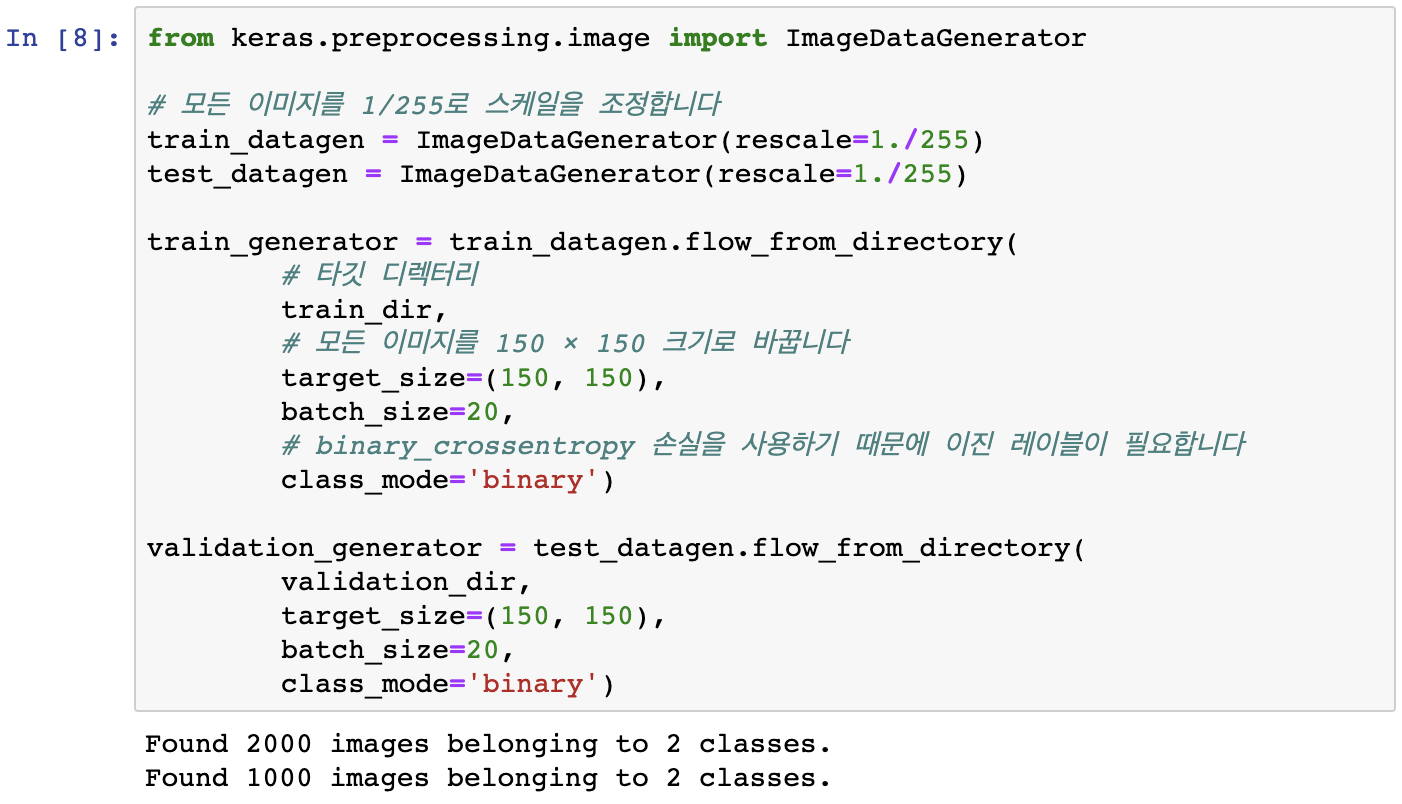 In [8]: from keras.preprocessing.image import ImageDataGenerator
# 모든 이미지를 1/255로 스케일을 조정합니다
train_datagen = ImageDataGenerator(rescale=1./255)
test_datagen = ImageDataGenerator(rescale=1./255)
train_generator = train_datagen.flow_from_directory(
# 타깃 디렉터리
train_dir,
# 모든 이미지를 150 × 150 크기로 바꿉니다
target_size=(150, 150),
batch_size=20,
# binary_crossentropy 손실을 사용하기 때문에 이진 레이블이 필요합니다
class_mode='binary')
validation_generator = test_datagen.flow_from_directory(
validation_dir,
target_size=(150, 150),
batch_size=20,
class_mode='binary')
Found 2000 images belonging to 2 classes.
Found 1000 images belonging to 2 classes.